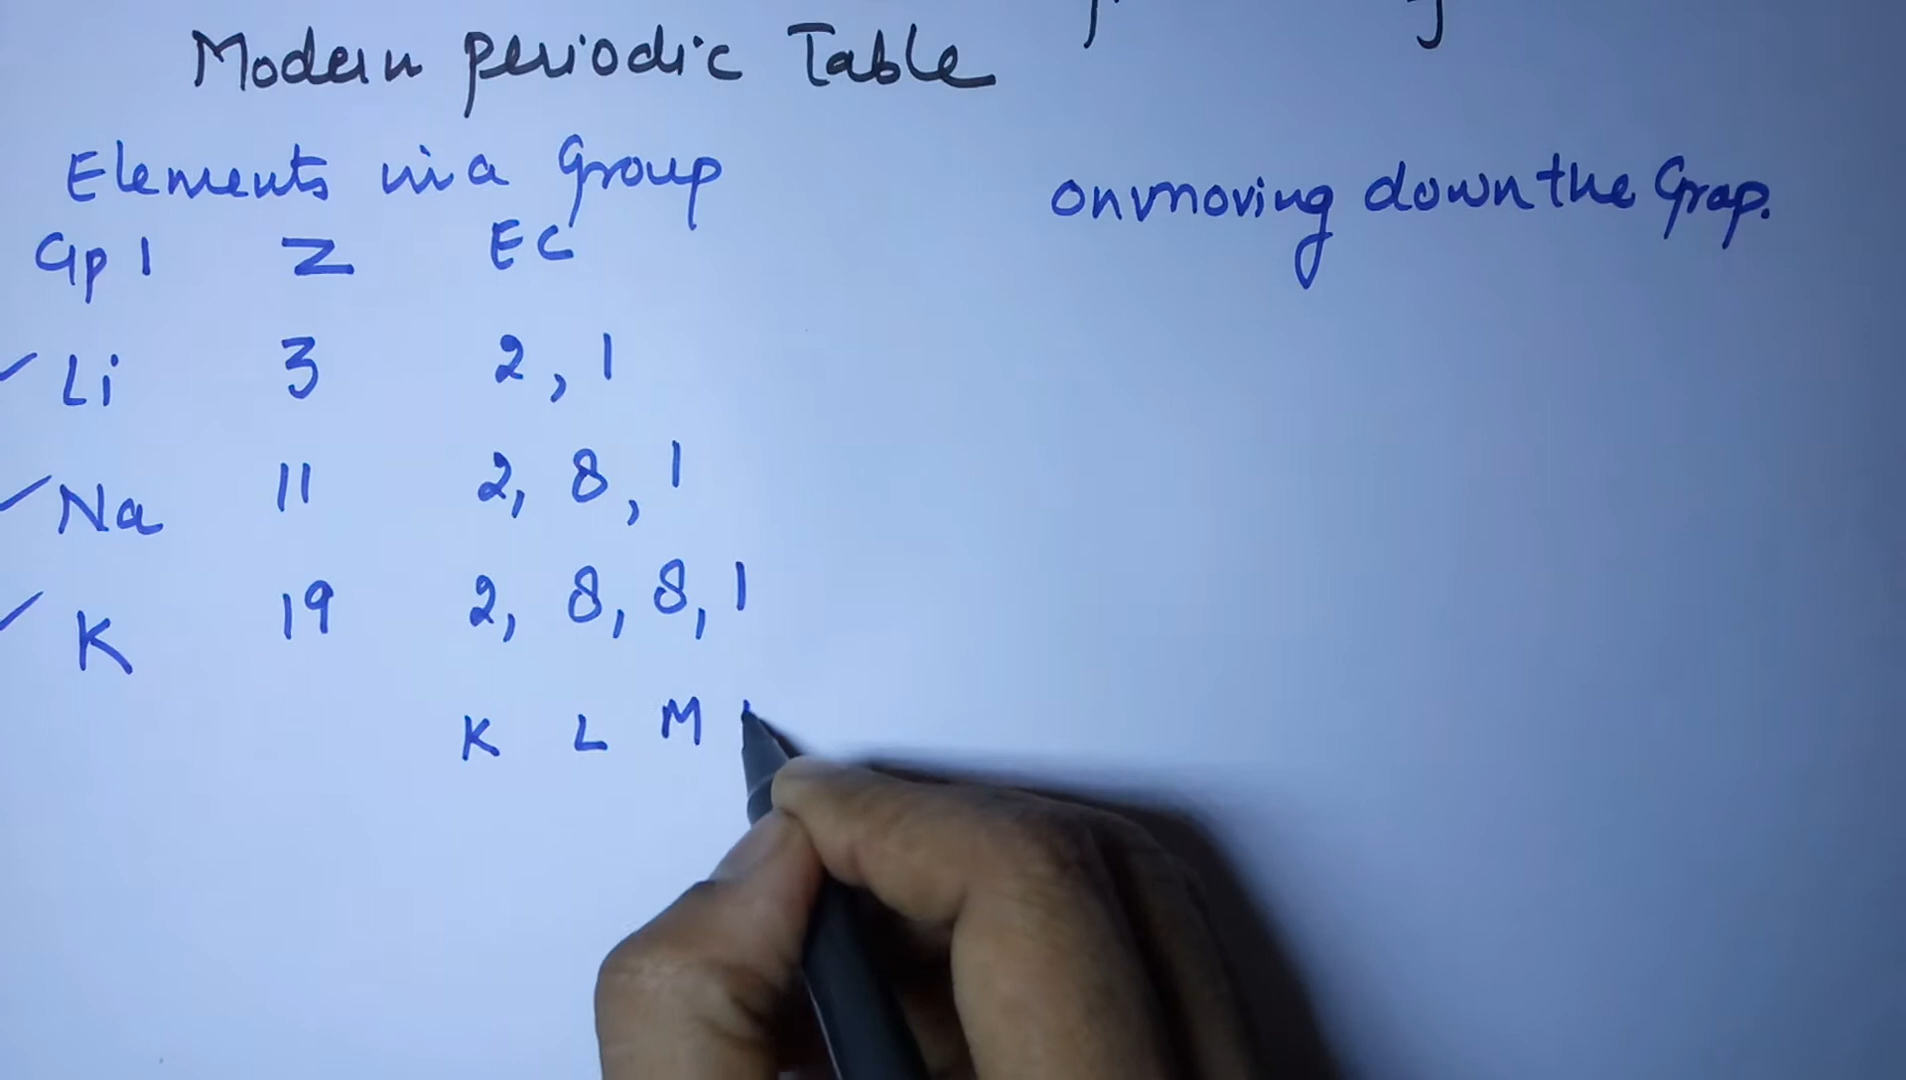 Modern periodic Table
Elements in a Group
on moving down the Grop.
Gp 1 Z EC
Li 3 2, 1
Na 11 2, 8, 1
K 19 2, 8, 8, 1
K L M